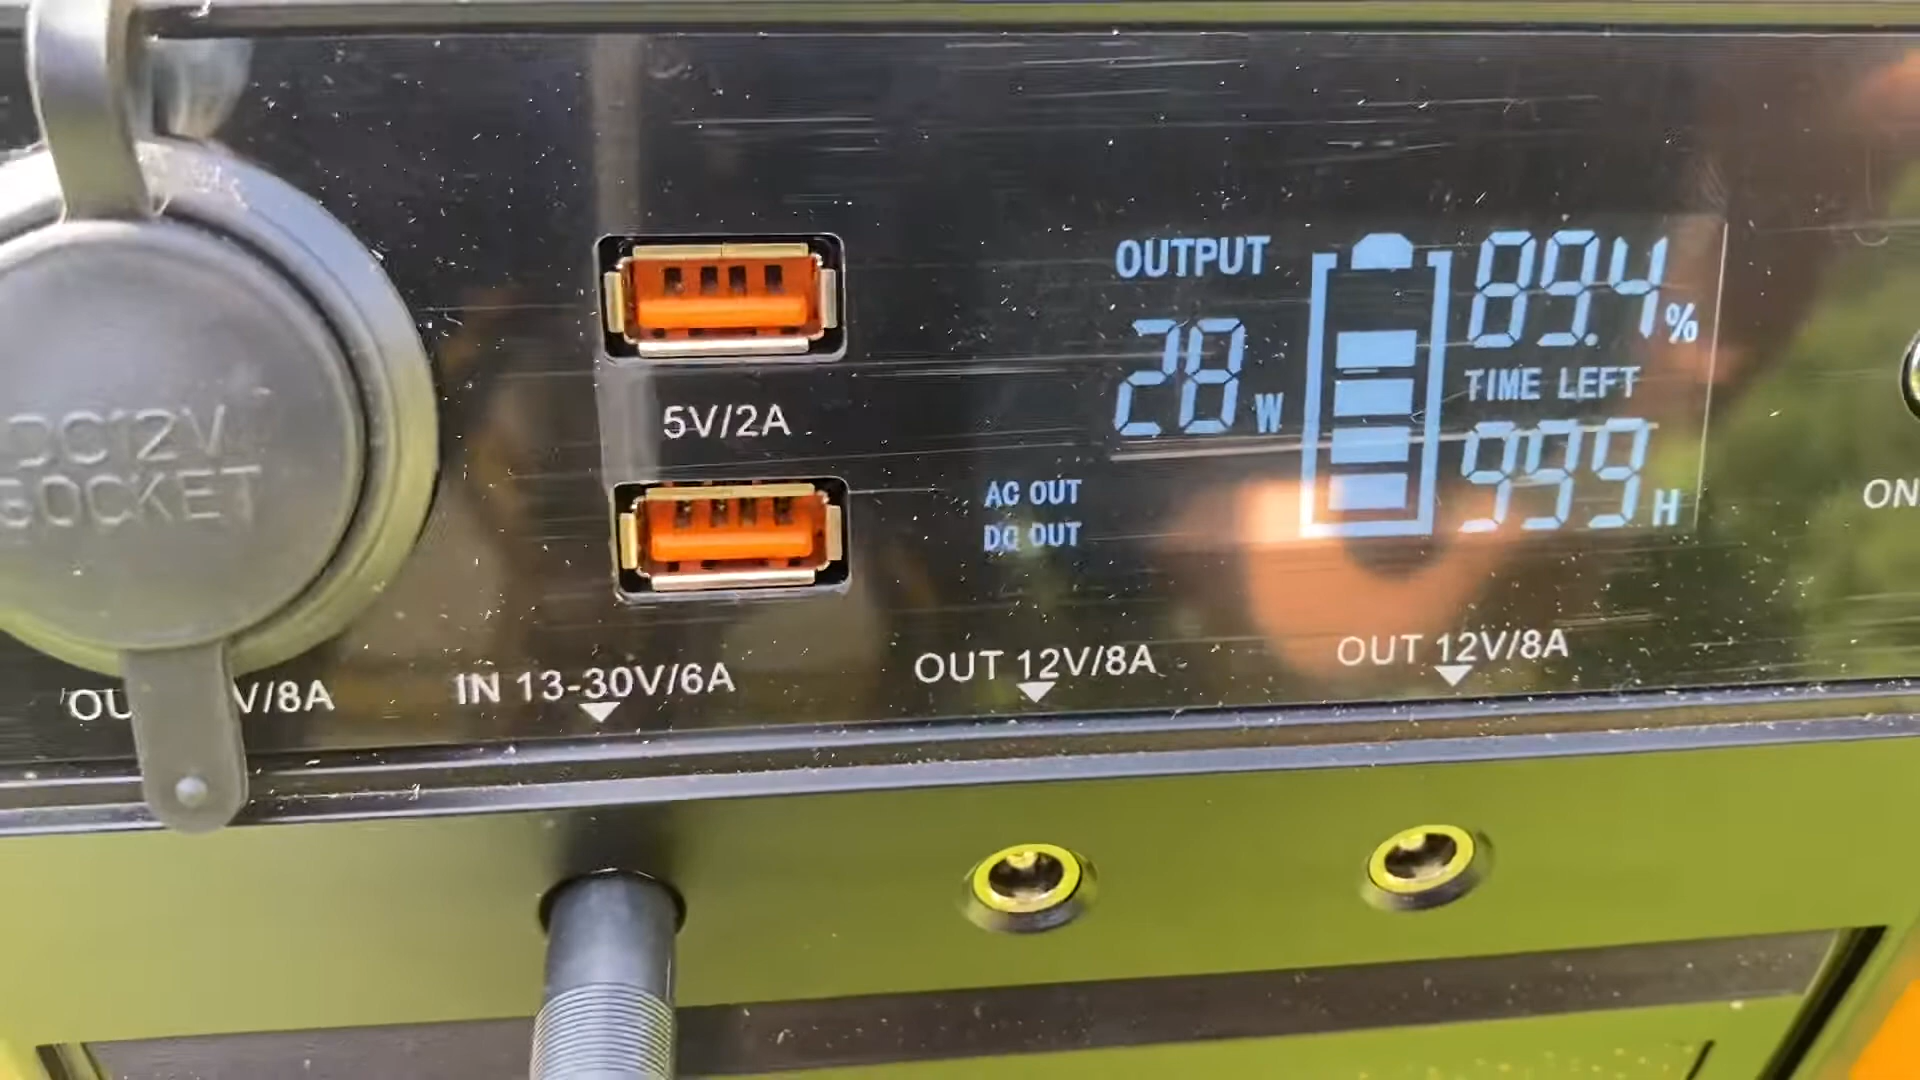 DC12V
SOCKET
5V/2A
OUTPUT
28 W
89.4 %
TIME LEFT
999 H
AC OUT
DC OUT
V/8A
IN 13-30V/6A
OUT 12V/8A
OUT 12V/8A
ON